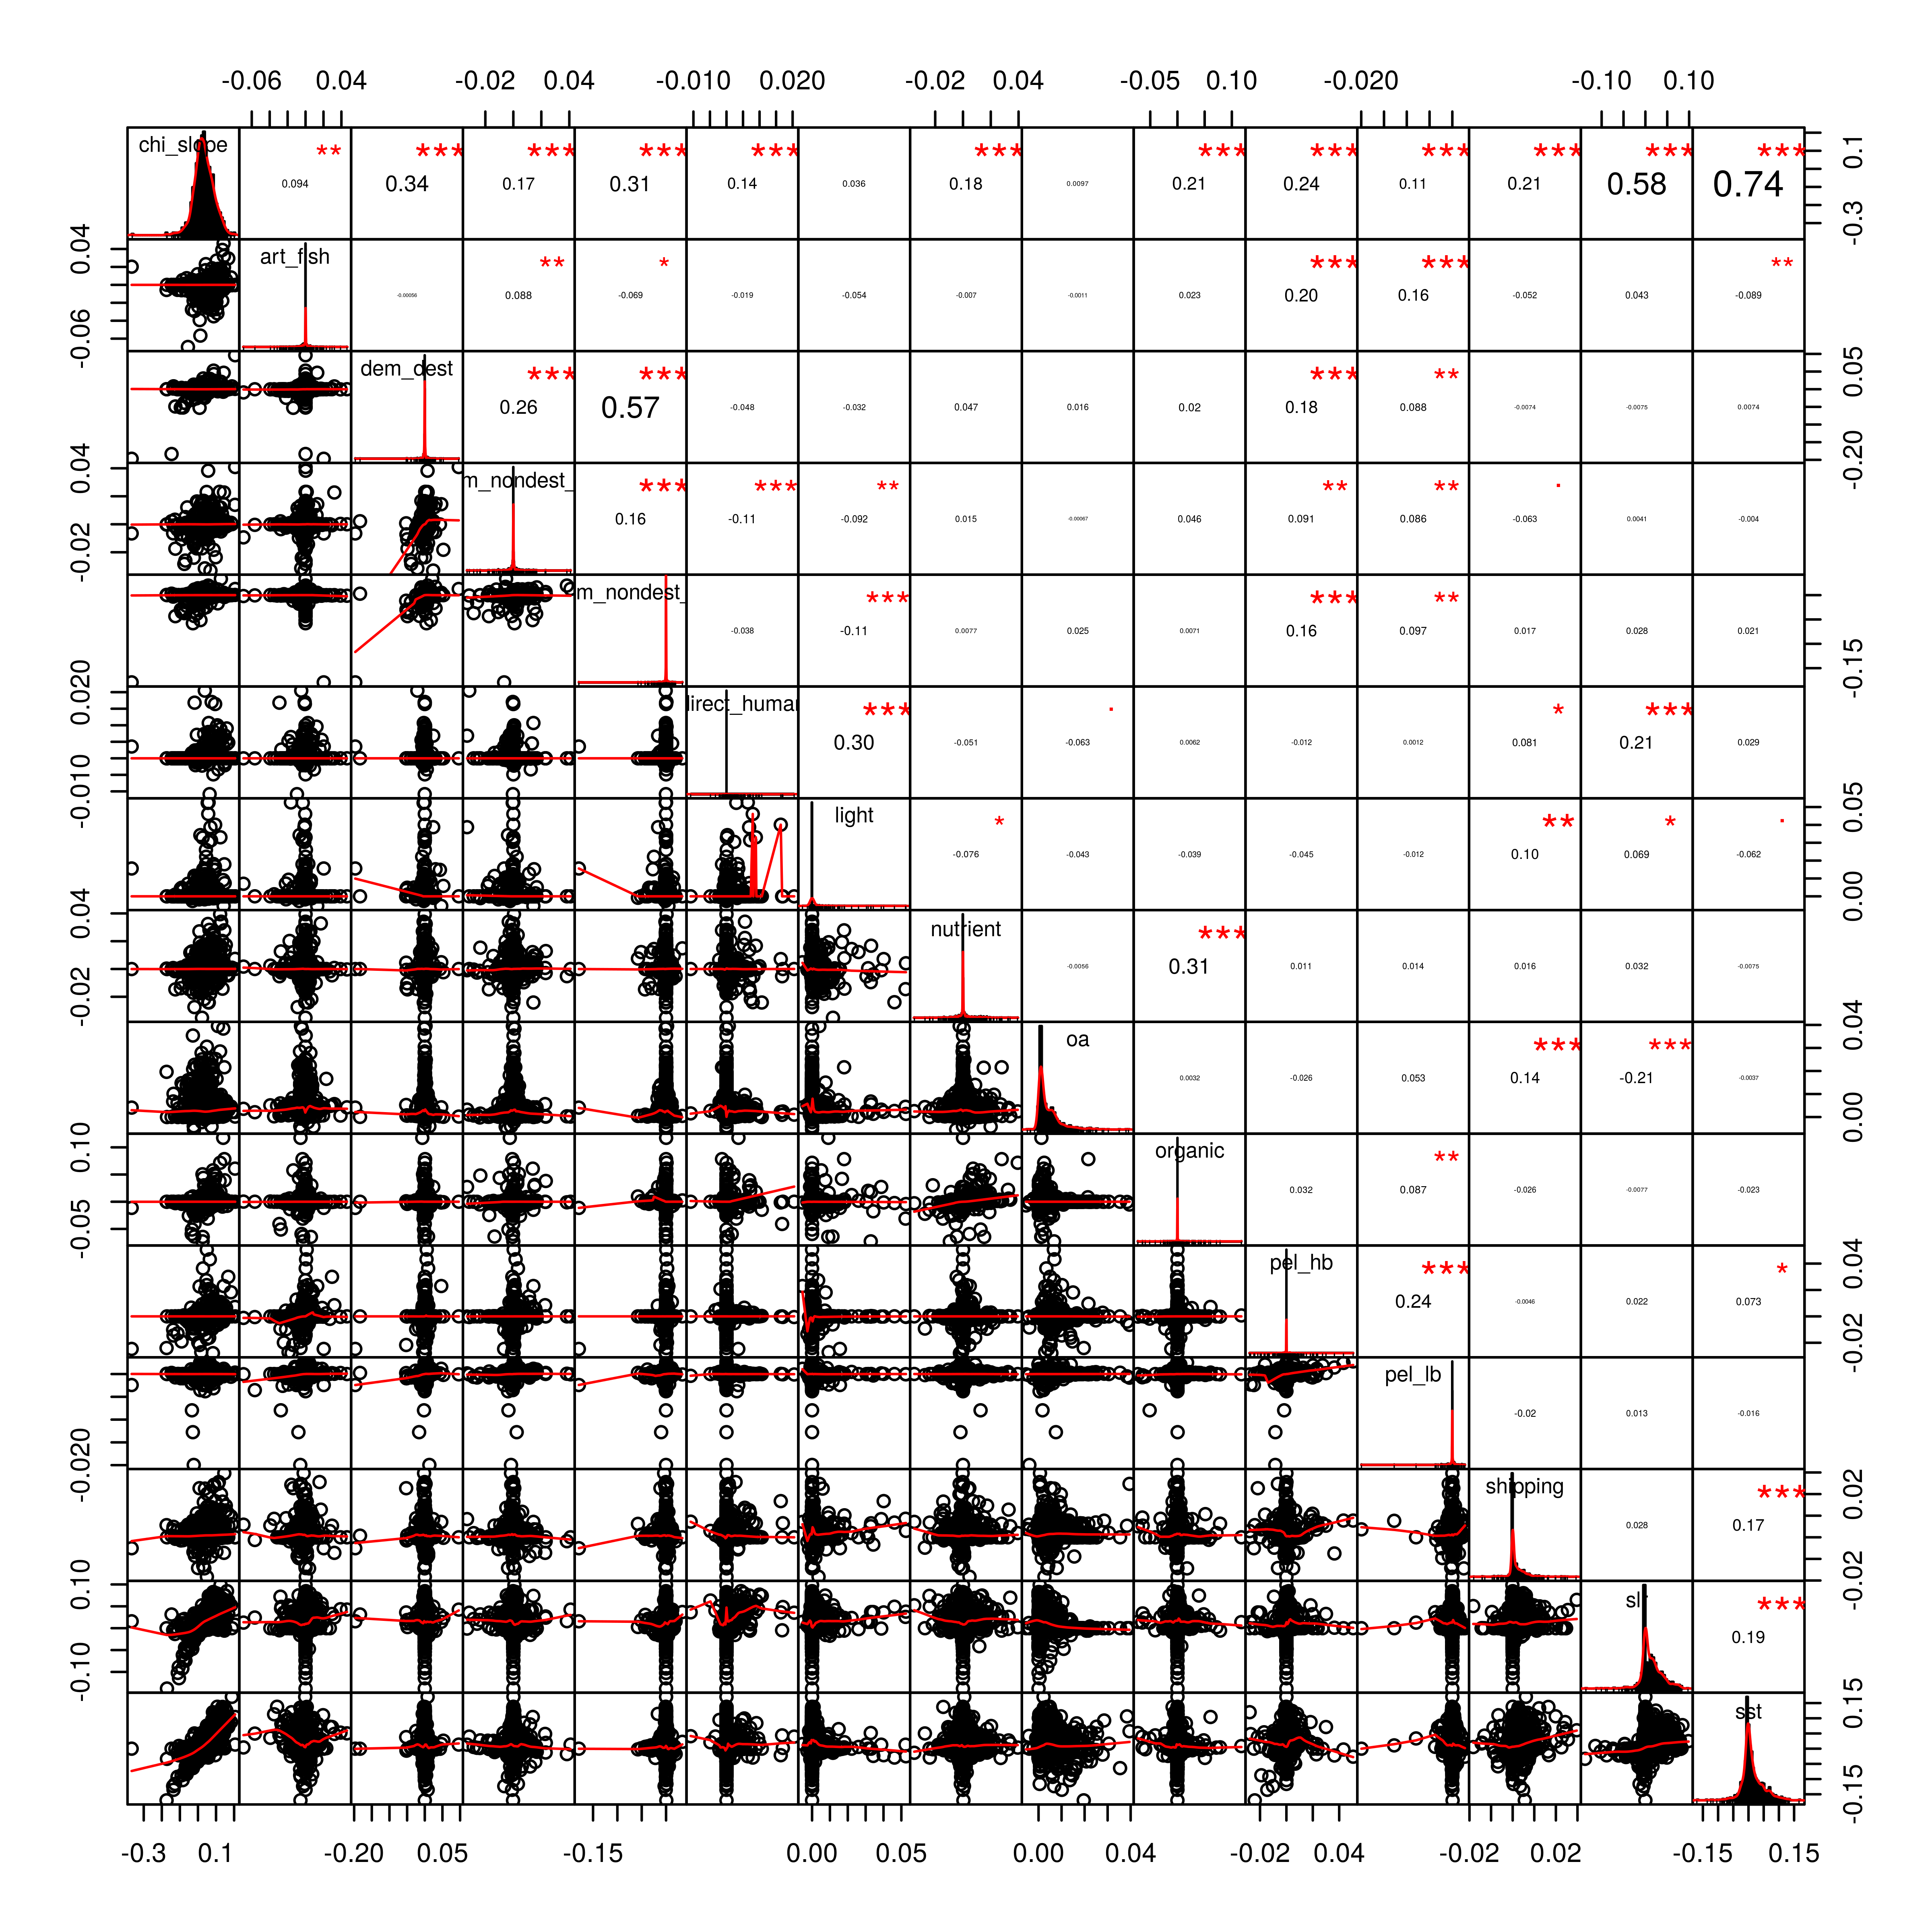 -0.06 0.04 -0.02 0.04 -0.010 0.020 -0.02 0.04 -0.05 0.10 -0.020 -0.10 0.10
chi_slope ** *** *** *** *** *** *** *** *** *** *** ***
0.094 0.34 0.17 0.31 0.14 0.036 0.18 0.0097 0.21 0.24 0.11 0.21 0.58 0.74
-0.3 0.1
0.04 -0.06
art_fish ** * *** *** **
-0.00056 0.088 -0.069 -0.019 -0.054 -0.007 -0.0011 0.023 0.20 0.16 -0.052 0.043 -0.089
dem_dest *** *** *** **
0.26 0.57 -0.048 -0.032 0.047 0.016 0.02 0.18 0.088 -0.0074 -0.0075 0.0074
-0.20 0.05
0.04 -0.02
m_nondest_ *** *** ** ** ** .
0.16 -0.11 -0.092 0.015 -0.00067 0.046 0.091 0.086 -0.063 0.0041 -0.004
m_nondest_ *** *** **
-0.038 -0.11 0.0077 0.025 0.0071 0.16 0.097 0.017 0.028 0.021
-0.15
0.020 -0.010
direct_human *** . * ***
0.30 -0.051 -0.063 0.0062 -0.012 0.0012 0.081 0.21 0.029
light * ** * .
-0.076 -0.043 -0.039 -0.045 -0.012 0.10 0.069 -0.062
0.00 0.05
0.04 -0.02
nutrient ***
-0.0056 0.31 0.011 0.014 0.016 0.032 -0.0075
oa *** ***
0.0032 -0.026 0.053 0.14 -0.21 -0.0037
0.00 0.04
0.10 -0.05
organic **
0.032 0.087 -0.026 -0.0077 -0.023
pel_hb *** *
0.24 -0.0046 0.022 0.073
-0.02 0.04
-0.020
pel_lb
-0.02 0.013 -0.016
shipping ***
0.028 0.17
-0.02 0.02
0.10 -0.10
slr ***
0.19
sst
-0.15 0.15
-0.3 0.1 -0.20 0.05 -0.15 0.00 0.05 0.00 0.04 -0.02 0.04 -0.02 0.02 -0.15 0.15